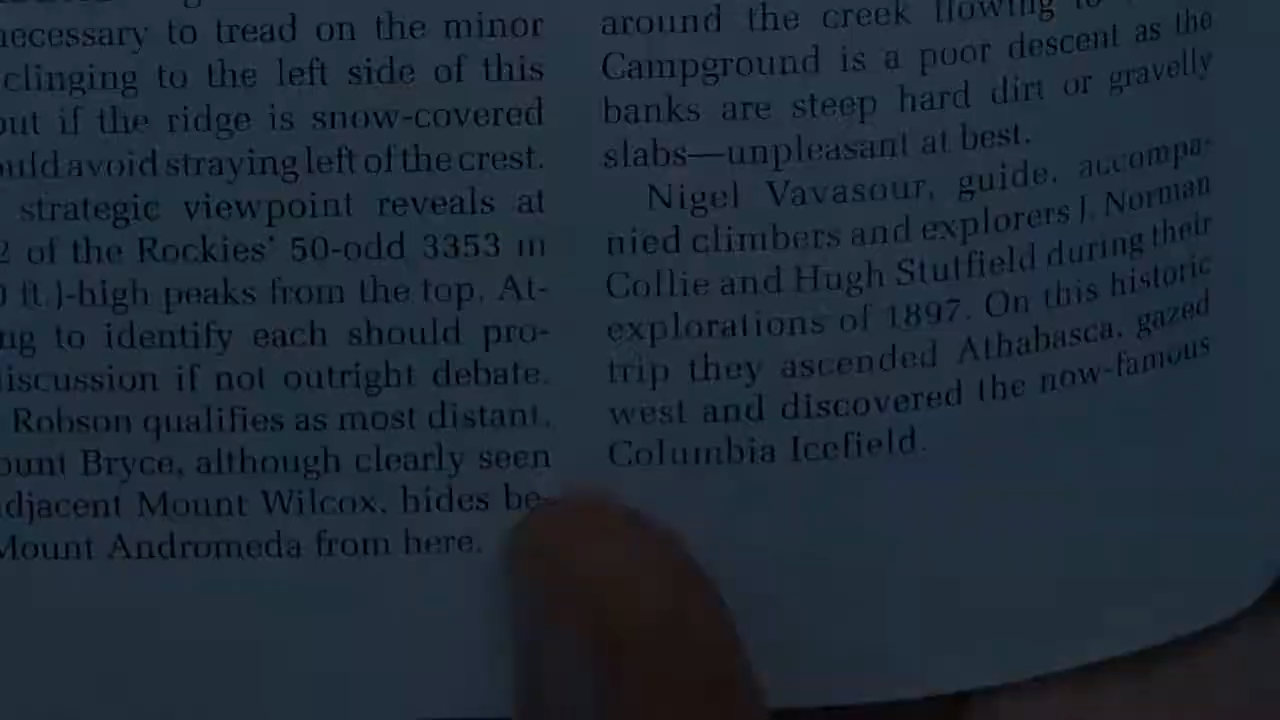 necessary to tread on the minor
clinging to the left side of this
but if the ridge is snow-covered
ould avoid straying left of the crest.
strategic viewpoint reveals at
2 of the Rockies' 50-odd 3353 m
0 ft.)-high peaks from the top. At-
ng to identify each should pro-
discussion if not outright debate.
Robson qualifies as most distant,
ount Bryce, although clearly seen
adjacent Mount Wilcox, hides be-
Mount Andromeda from here.
around the creek flowing to
Campground is a poor descent as the
banks are steep hard dirt or gravelly
slabs—unpleasant at best.
Nigel Vavasour, guide, accompa-
nied climbers and explorers J. Norman
Collie and Hugh Stutfield during their
explorations of 1897. On this historic
trip they ascended Athabasca, gazed
west and discovered the now-famous
Columbia Icefield.